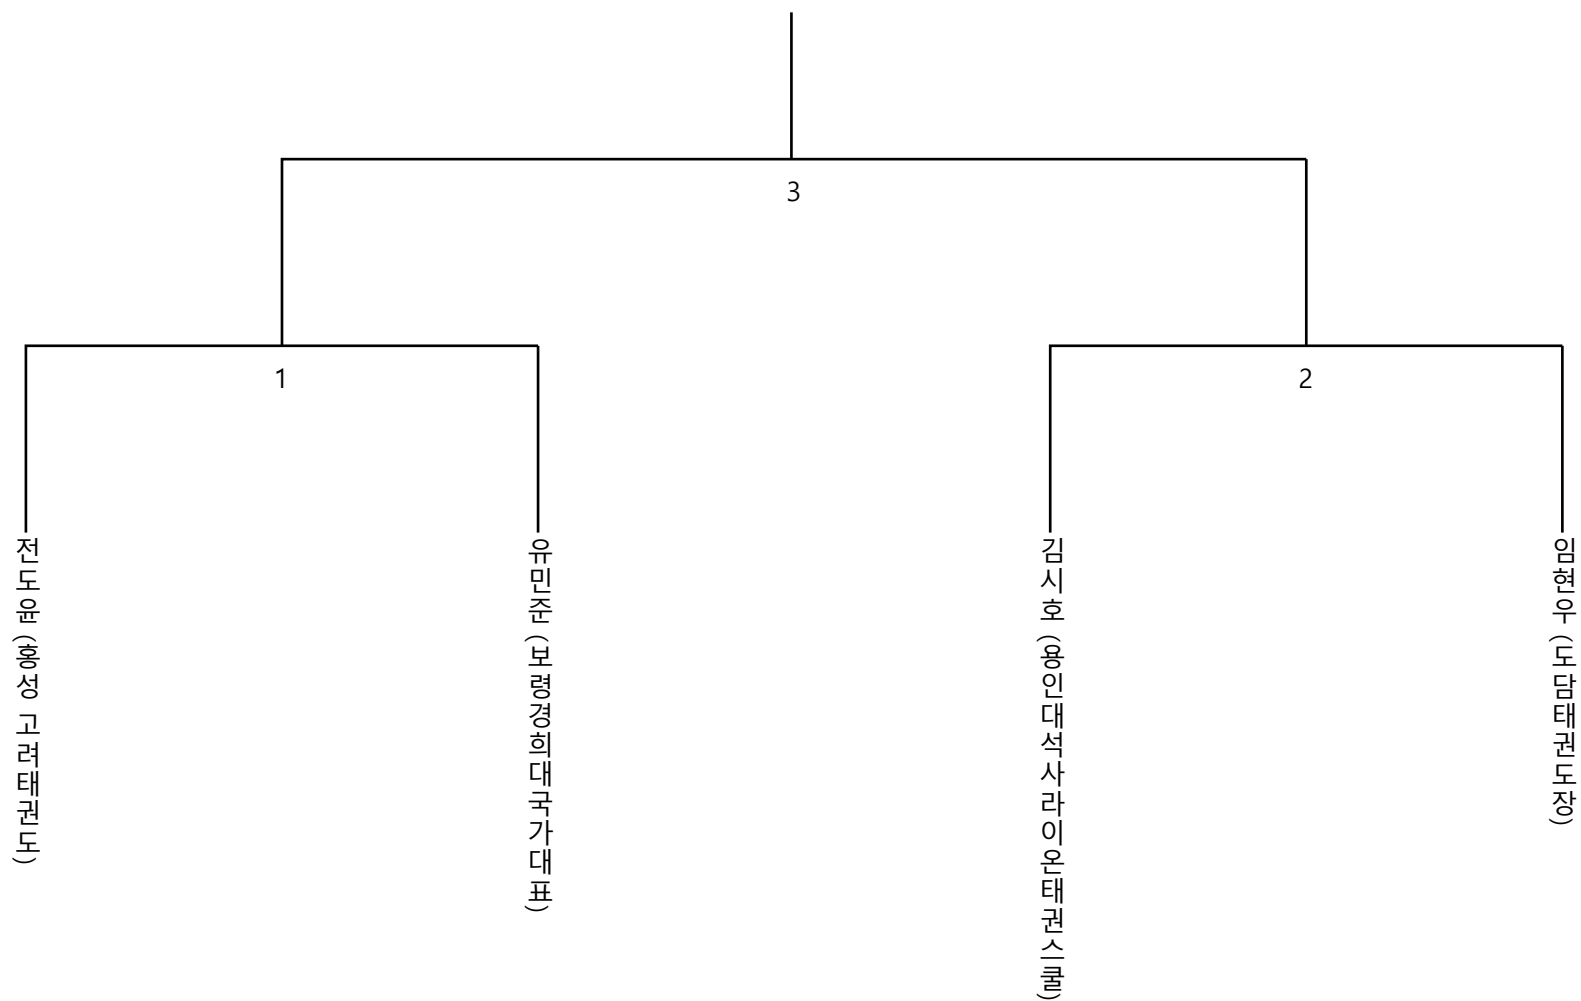 3
1
2
전도윤 (홍성 고려태권도)
유민준 (보령경희대국가대표)
김시호 (용인대석사라이온태권스쿨)
임현우 (도담태권도장)